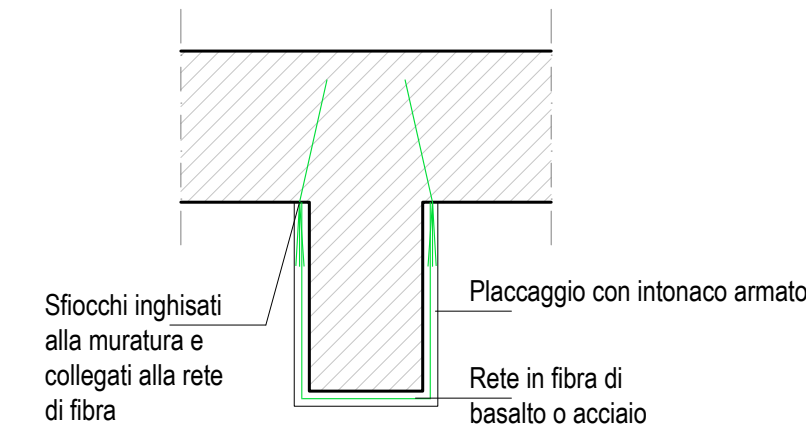 Sfiocchi inghisati
alla muratura e
collegati alla rete
di fibra
Placcaggio con intonaco armato
Rete in fibra di
basalto o acciaio